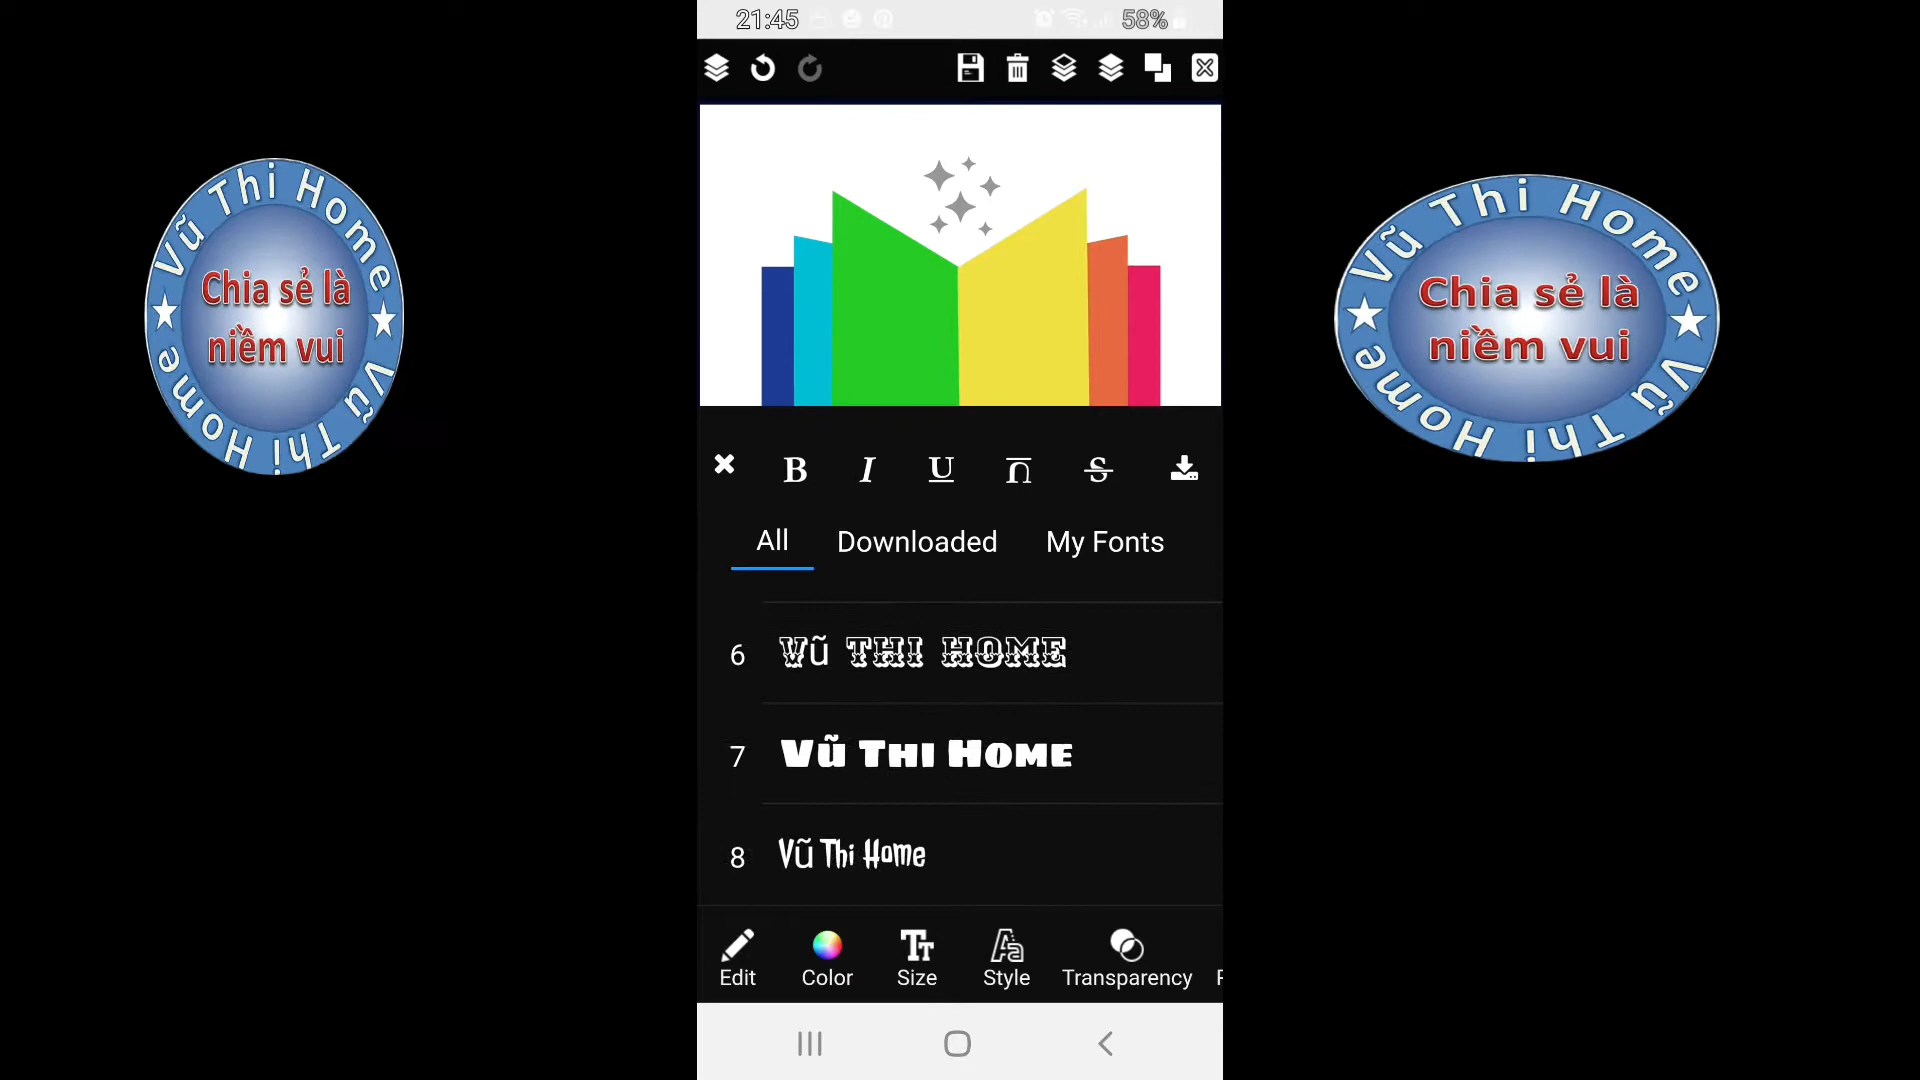 21:45
58%
Vũ Thi Home ★ Vũ Thi Home ★
Chia sẻ là
niềm vui
Vũ Thi Home ★ Vũ Thi Home ★
Chia sẻ là
niềm vui
B I U n S
All Downloaded My Fonts
6 Vũ THI HOME
7 Vũ THI HOME
8 Vũ Thi Home
Edit Color Size Style Transparency